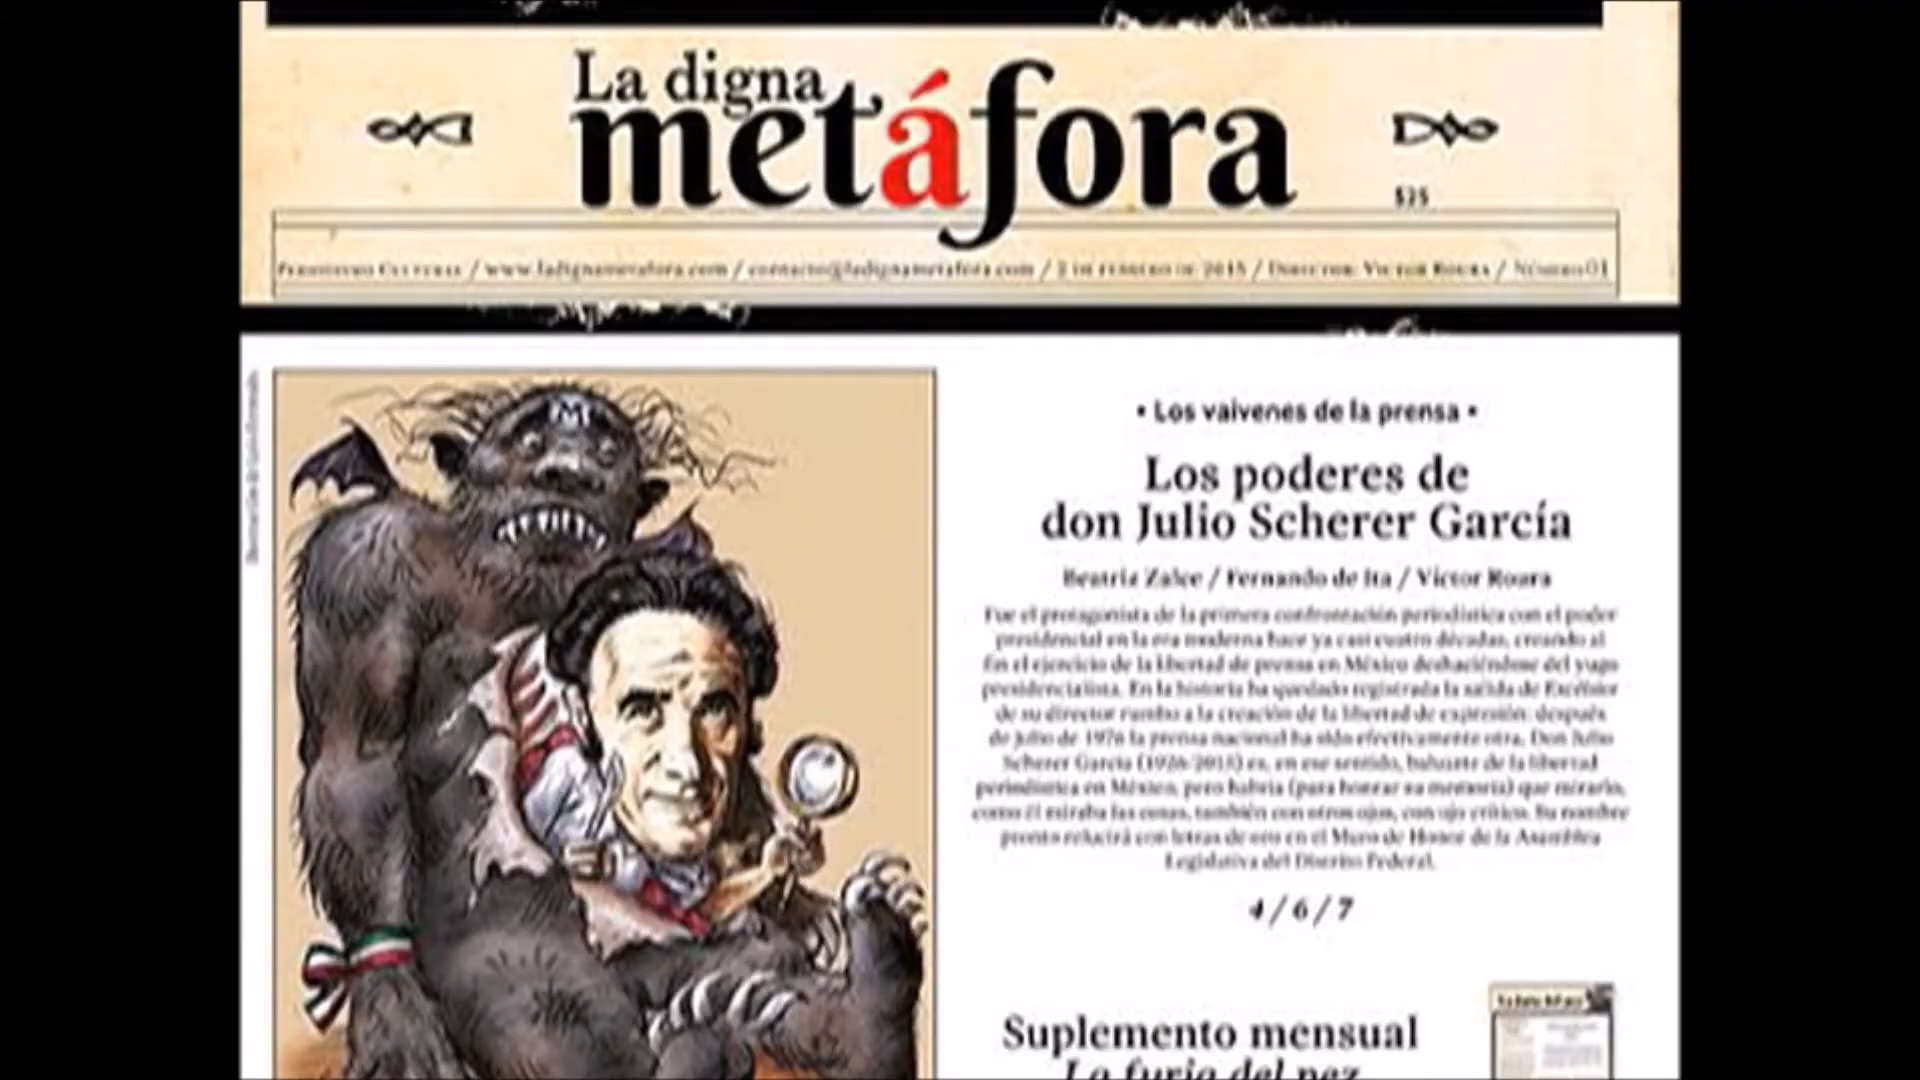 La digna
metáfora
$35
Periodismo Cultural / www.ladignametafora.com / contacto@ladignametafora.com / 2 de febrero de 2015 / Director: Víctor Roura / Número 01
M
• Los vaivenes de la prensa •
Los poderes de
don Julio Scherer García
Beatriz Zalce / Fernando de Ita / Víctor Roura
Fue el protagonista de la primera confrontación periodística con el poder
presidencial en la era moderna hace ya casi cuatro décadas, creando al
fin el ejercicio de la libertad de prensa en México deshaciéndose del yugo
presidencialista. En la historia ha quedado registrada la salida de Excélsior
de su director rumbo a la creación de la libertad de expresión: después
de julio de 1976 la prensa nacional ha sido efectivamente otra. Don Julio
Scherer García (1926-2015) es, en ese sentido, baluarte de la libertad
periodística en México, pero habría (para honrar su memoria) que mirarlo,
como él miraba las cosas, también con otros ojos, con ojo crítico. Su nombre
pronto relucirá con letras de oro en el Muro de Honor de la Asamblea
Legislativa del Distrito Federal.
4 / 6 / 7
Suplemento mensual
La furia del pez
La furia del pez